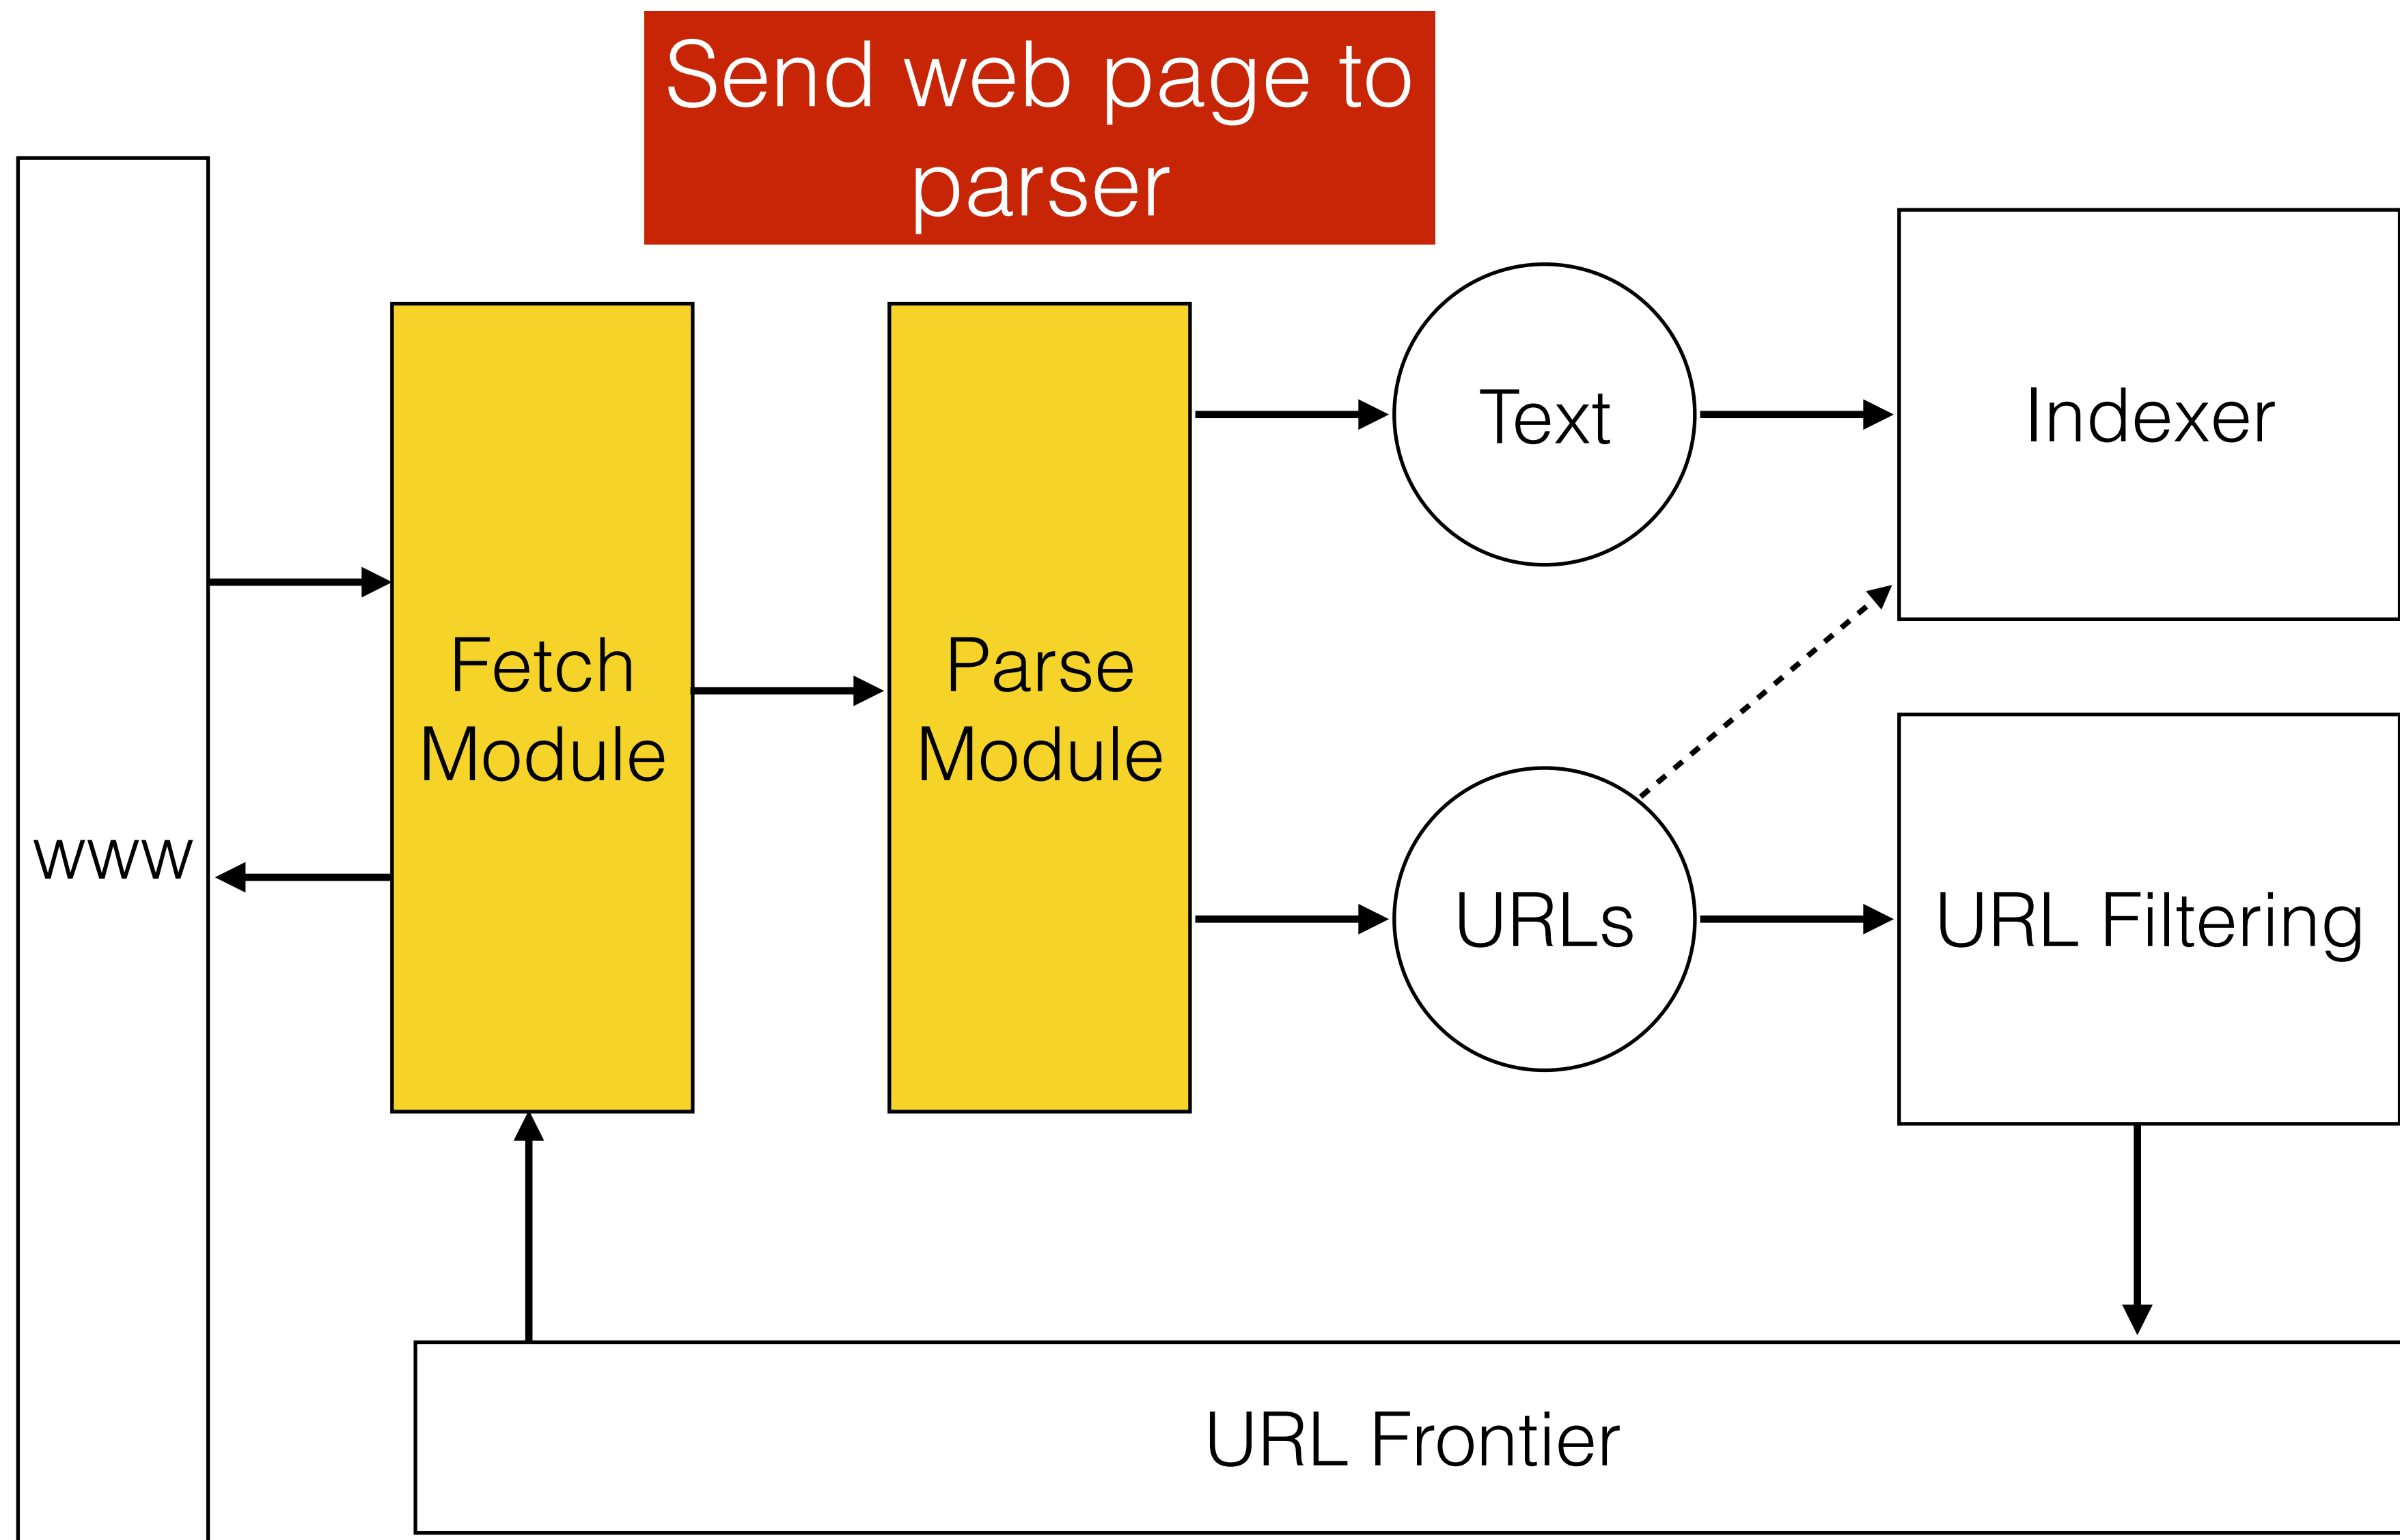 Send web page to
parser
www
Fetch
Module
Parse
Module
Text
Indexer
URLs
URL Filtering
URL Frontier